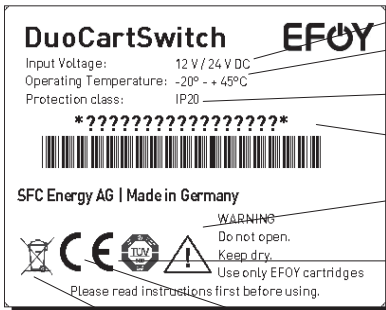 DuoCartSwitch EFOY
Input Voltage: 12 V / 24 V DC
Operating Temperature: -20° - + 45°C
Protection class: IP20
*?????????????????*
SFC Energy AG | Made in Germany
WARNING
Do not open.
Keep dry.
Use only EFOY cartridges
CE TÜV
Please read instructions first before using.